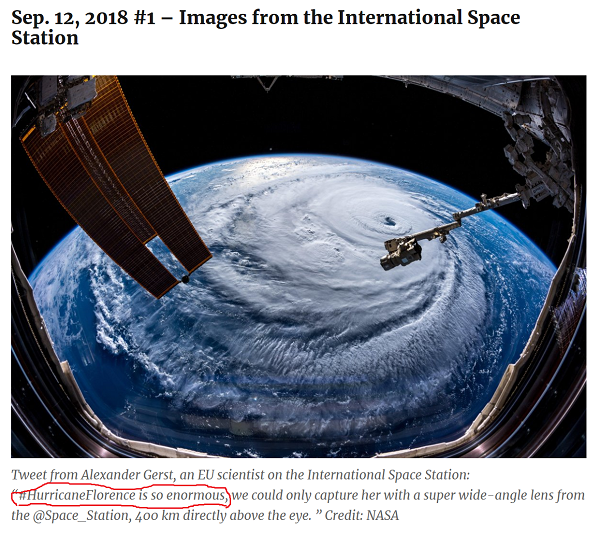 Sep. 12, 2018 #1 – Images from the International Space
Station
Tweet from Alexander Gerst, an EU scientist on the International Space Station:
“#HurricaneFlorence is so enormous, we could only capture her with a super wide-angle lens from
the @Space_Station, 400 km directly above the eye. ” Credit: NASA